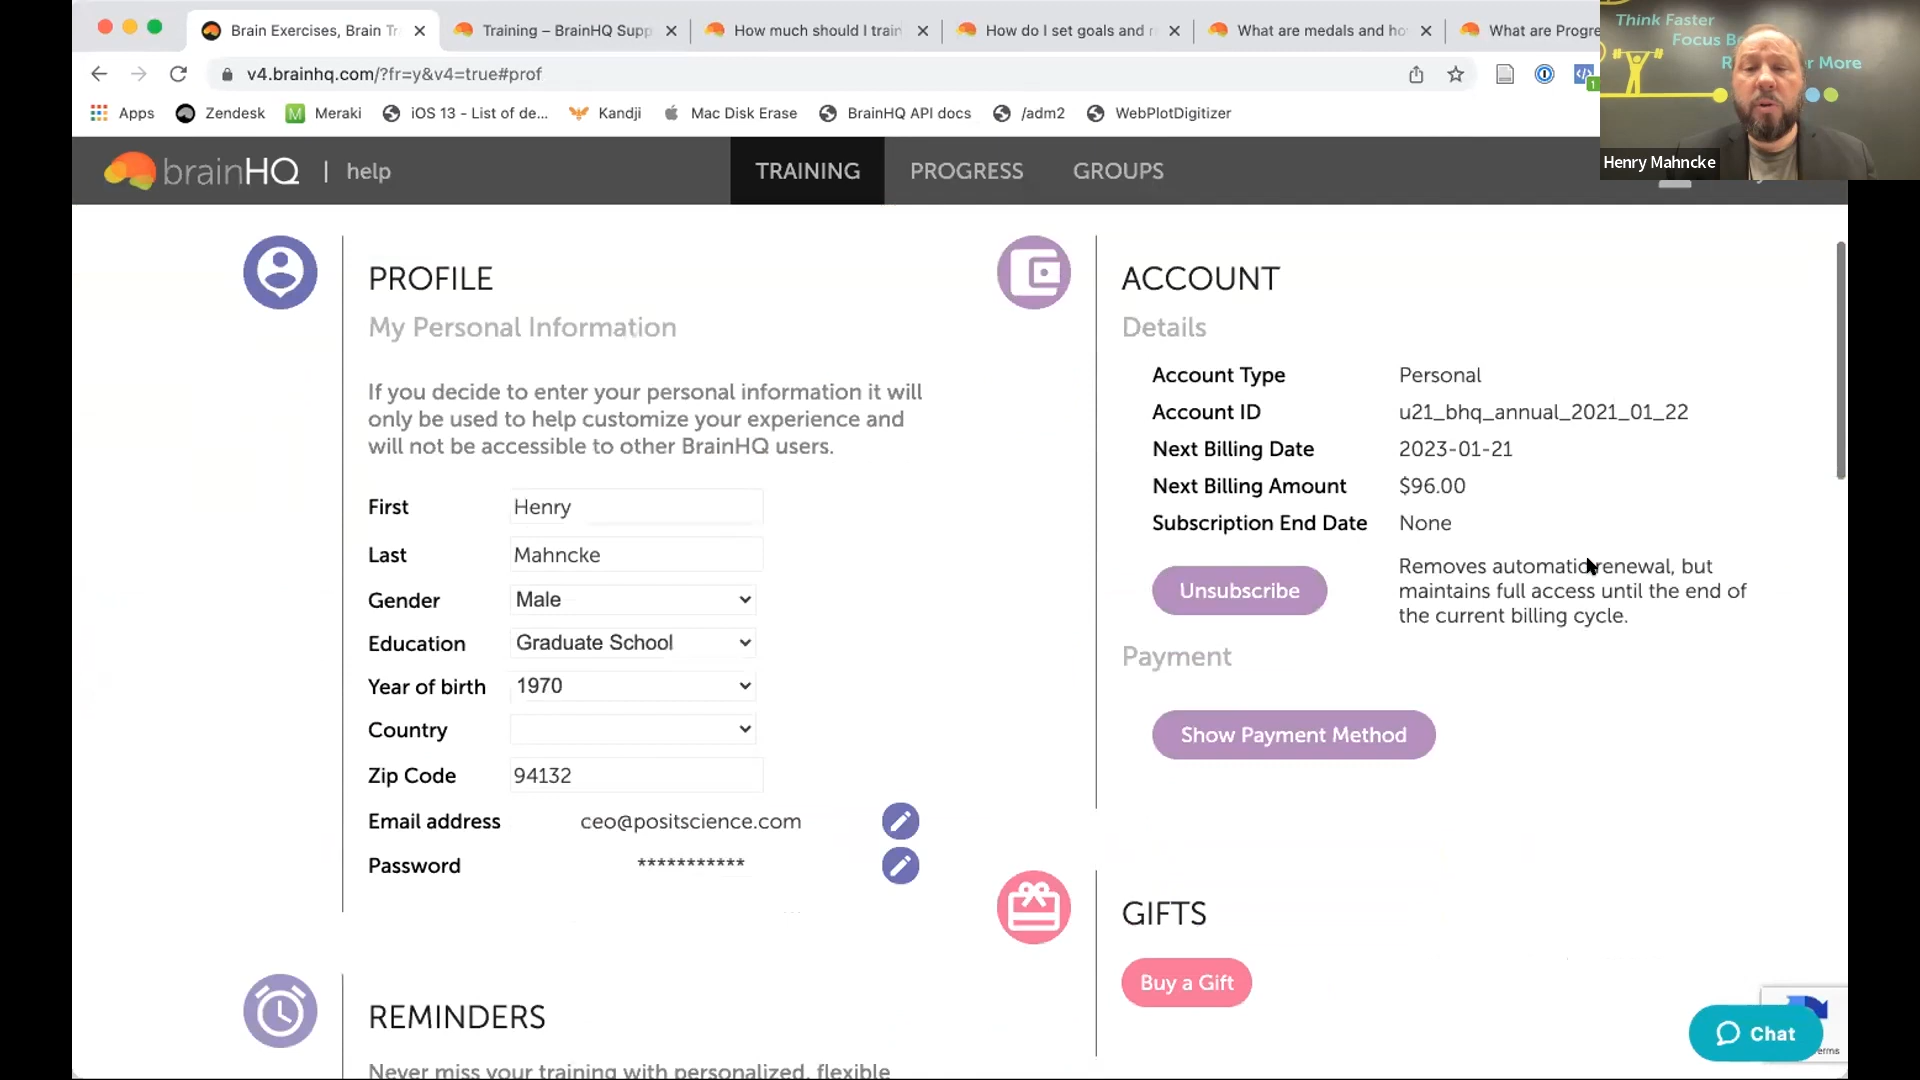 Brain Exercises, Brain Tr
Training – BrainHQ Supp
How much should I train
How do I set goals and
What are medals and ho
What are Progre
v4.brainhq.com/?fr=y&v4=true#prof
Apps
Zendesk
Meraki
iOS 13 - List of de...
Kandji
Mac Disk Erase
BrainHQ API docs
/adm2
WebPlotDigitizer
Think Faster
Focus Be
r More
Henry Mahncke
brainHQ | help
TRAINING
PROGRESS
GROUPS
PROFILE
My Personal Information
If you decide to enter your personal information it will
only be used to help customize your experience and
will not be accessible to other BrainHQ users.
First Henry
Last Mahncke
Gender Male
Education Graduate School
Year of birth 1970
Country
Zip Code 94132
Email address ceo@positscience.com
Password ***********
REMINDERS
Never miss your training with personalized, flexible
ACCOUNT
Details
Account Type Personal
Account ID u21_bhq_annual_2021_01_22
Next Billing Date 2023-01-21
Next Billing Amount $96.00
Subscription End Date None
Unsubscribe
Removes automatic renewal, but
maintains full access until the end of
the current billing cycle.
Payment
Show Payment Method
GIFTS
Buy a Gift
Chat